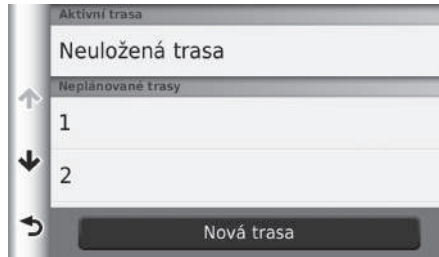 Aktivní trasa
Neuložená trasa
Neplánované trasy
1
2
Nová trasa